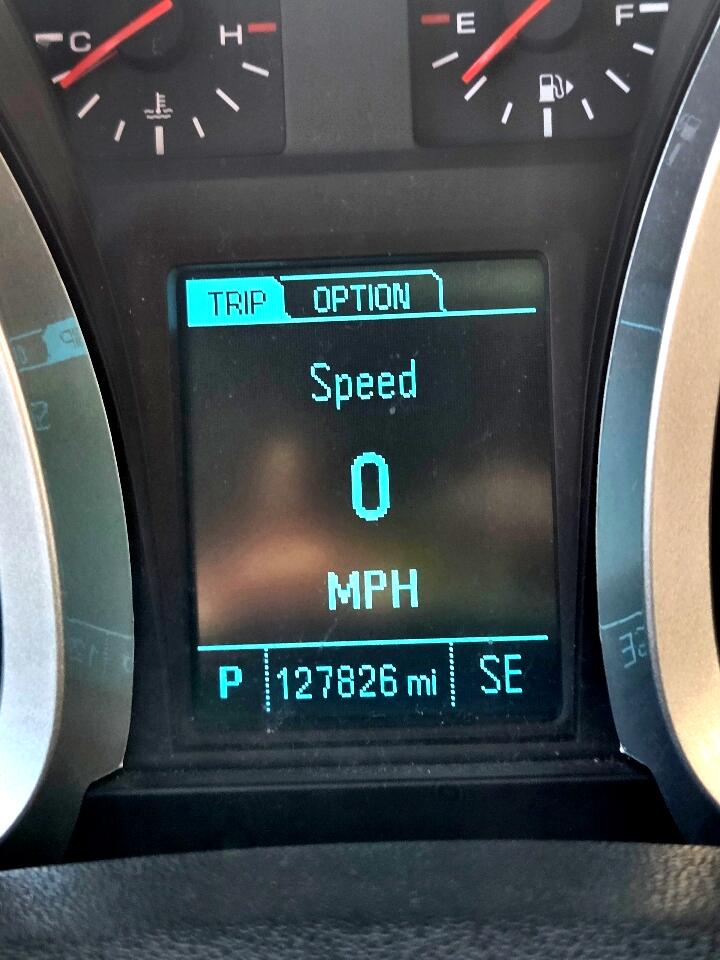 C H E F
TRIP OPTION
Speed
0
MPH
P 127826 mi SE